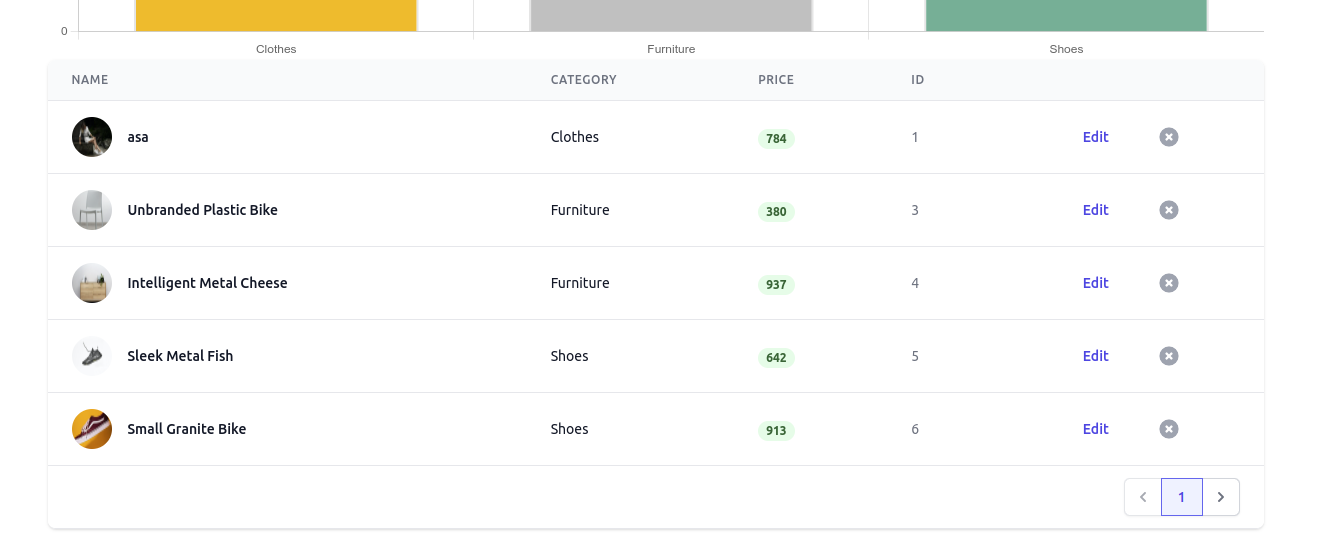 0
Clothes Furniture Shoes
NAME CATEGORY PRICE ID
asa Clothes 784 1 Edit
Unbranded Plastic Bike Furniture 380 3 Edit
Intelligent Metal Cheese Furniture 937 4 Edit
Sleek Metal Fish Shoes 642 5 Edit
Small Granite Bike Shoes 913 6 Edit
1